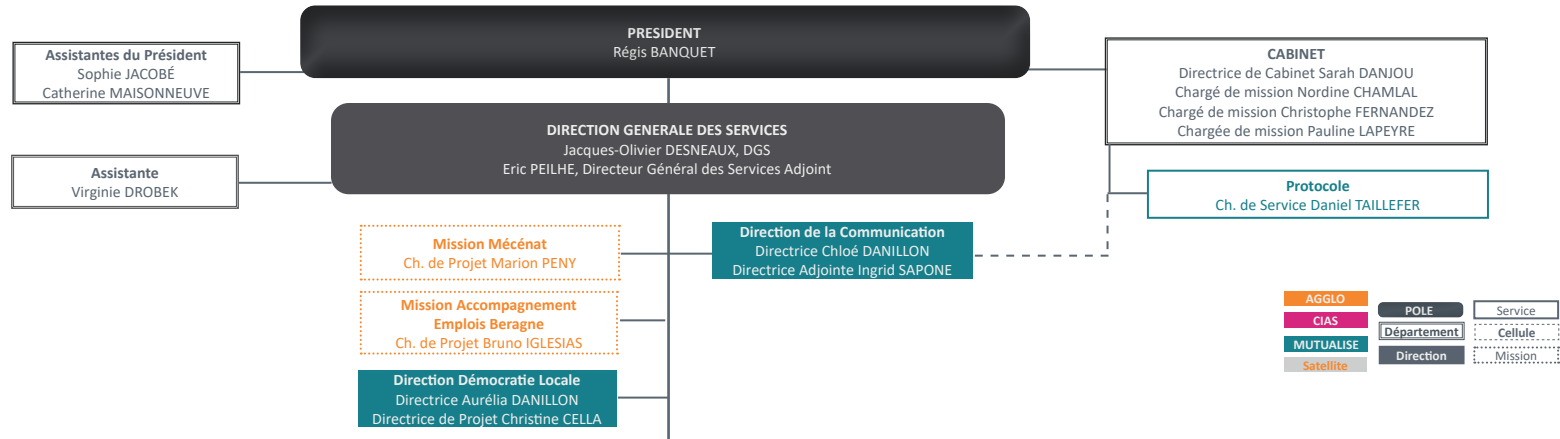 PRESIDENT
Régis BANQUET
Assistantes du Président
Sophie JACOBÉ
Catherine MAISONNEUVE
CABINET
Directrice de Cabinet Sarah DANJOU
Chargé de mission Nordine CHAMLAL
Chargé de mission Christophe FERNANDEZ
Chargée de mission Pauline LAPEYRE
DIRECTION GENERALE DES SERVICES
Jacques-Olivier DESNEAUX, DGS
Eric PEILHE, Directeur Général des Services Adjoint
Assistante
Virginie DROBEK
Protocole
Ch. de Service Daniel TAILLEFER
Mission Mécénat
Ch. de Projet Marion PENY
Direction de la Communication
Directrice Chloé DANILLON
Directrice Adjointe Ingrid SAPONE
Mission Accompagnement
Emplois Beragne
Ch. de Projet Bruno IGLESIAS
Direction Démocratie Locale
Directrice Aurélia DANILLON
Directrice de Projet Christine CELLA
AGGLO
CIAS
MUTUALISE
Satellite
POLE
Département
Direction
Service
Cellule
Mission